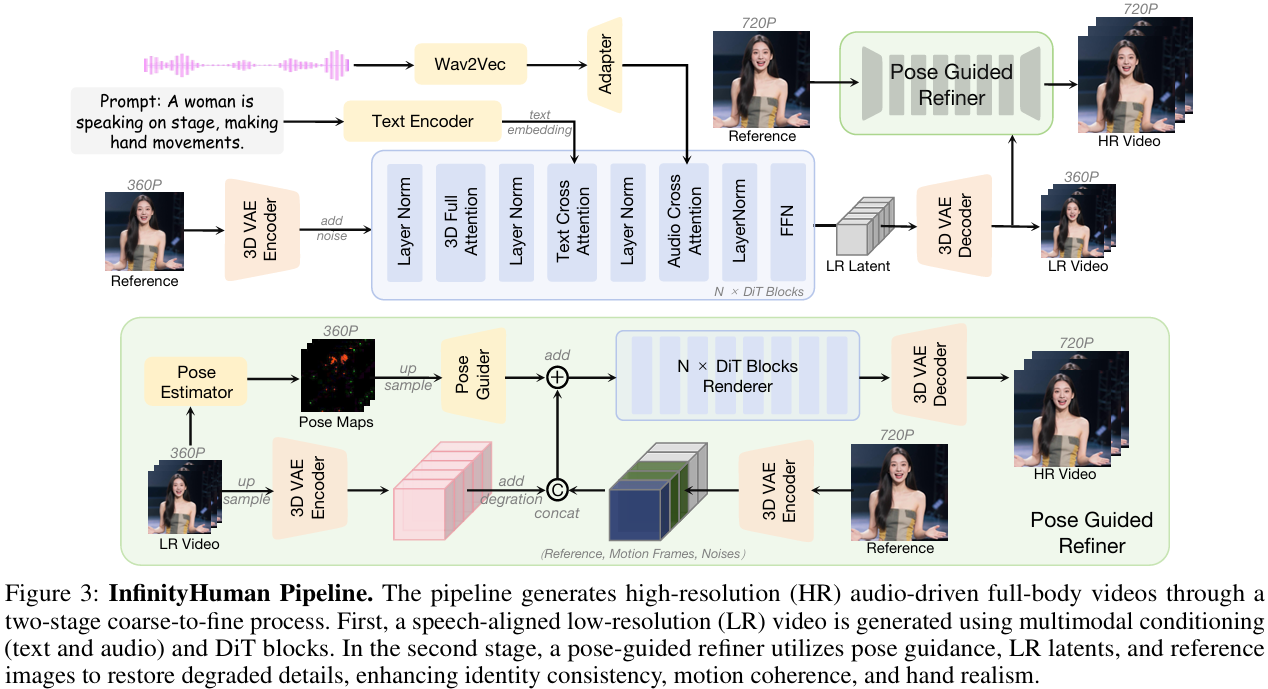 Wav2Vec
Adapter
Prompt: A woman is
speaking on stage, making
hand movements.
Text Encoder
text
embedding
360P
Reference
3D VAE
Encoder
add
noise
Layer Norm
3D Full
Attention
Layer Norm
Text Cross
Attention
Layer Norm
Audio Cross
Attention
LayerNorm
FFN
N × DiT Blocks
LR Latent
3D VAE
Decoder
360P
LR Video
720P
Reference
Pose Guided
Refiner
720P
HR Video
Pose
Estimator
360P
Pose Maps
up
sample
Pose
Guider
add
N × DiT Blocks
Renderer
3D VAE
Decoder
720P
HR Video
360P
LR Video
up
sample
3D VAE
Encoder
add
degration
C
concat
(Reference, Motion Frames, Noises)
3D VAE
Encoder
720P
Reference
Pose Guided
Refiner
Figure 3: InfinityHuman Pipeline. The pipeline generates high-resolution (HR) audio-driven full-body videos through a
two-stage coarse-to-fine process. First, a speech-aligned low-resolution (LR) video is generated using multimodal conditioning
(text and audio) and DiT blocks. In the second stage, a pose-guided refiner utilizes pose guidance, LR latents, and reference
images to restore degraded details, enhancing identity consistency, motion coherence, and hand realism.